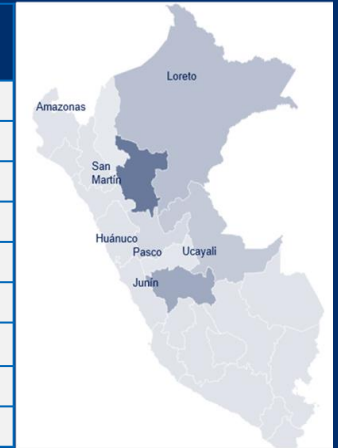 Loreto
Amazonas
San
Martín
Huánuco
Pasco
Ucayali
Junín